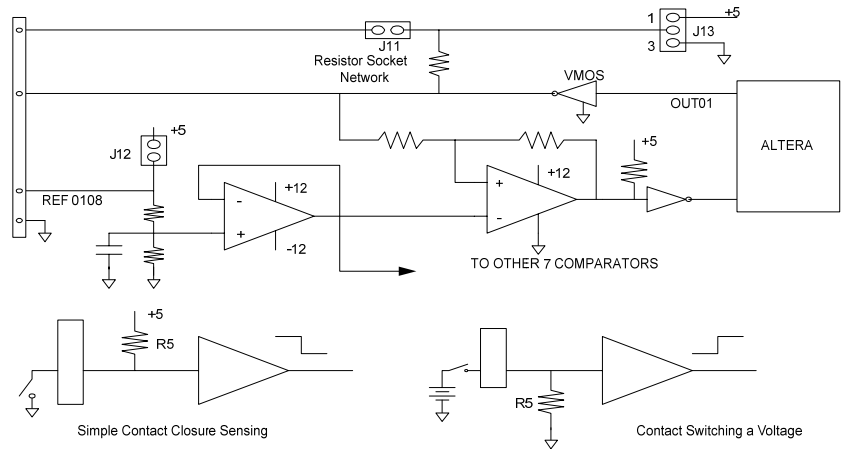 1
+5
J11
J13
Resistor Socket
Network
3
VMOS
OUT01
ALTERA
+5
J12
+5
+12
+
+12
REF 0108
-
-
+
-12
TO OTHER 7 COMPARATORS
+5
R5
R5
Simple Contact Closure Sensing
Contact Switching a Voltage